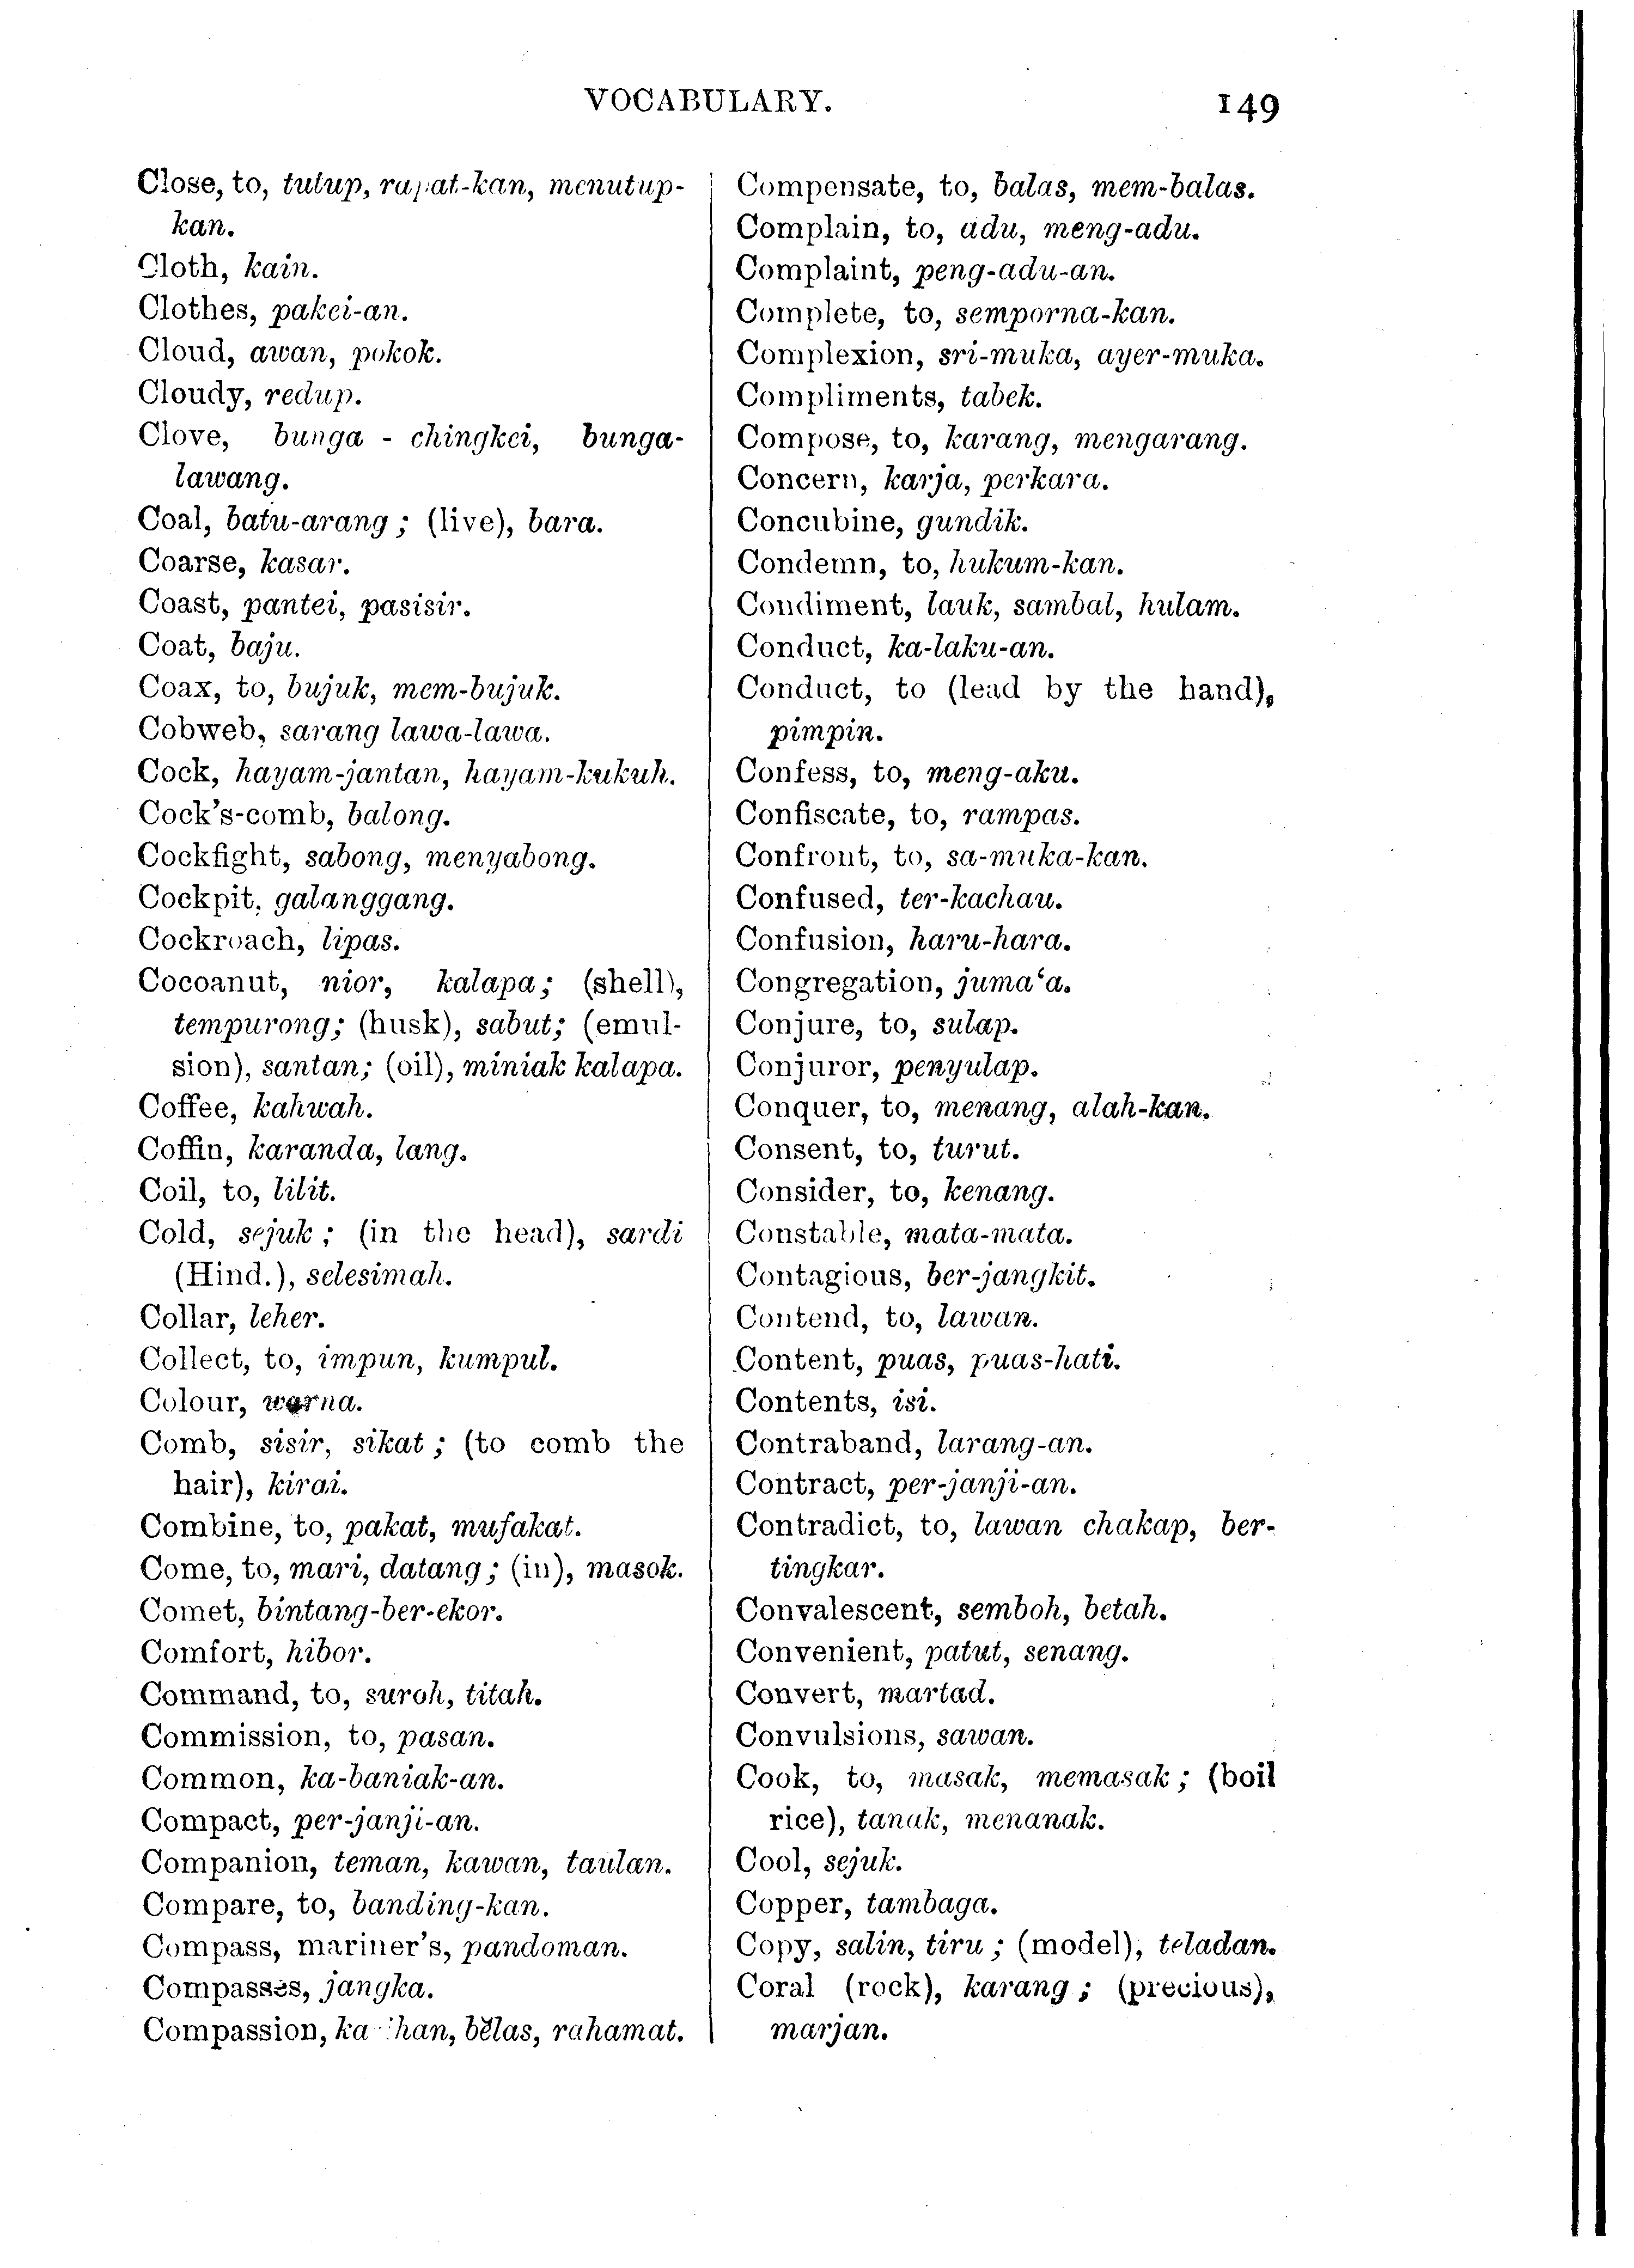 VOCABULARY. 149
Close, to, tutup, rapat-kan, menutup-
kan.
Cloth, kain.
Clothes, pakei-an.
Cloud, awan, pokok.
Cloudy, redup.
Clove, bunga - chingkei, bunga-
lawang.
Coal, batu-arang ; (live), bara.
Coarse, kasar.
Coast, pantei, pasisir.
Coat, baju.
Coax, to, bujuk, mem-bujuk.
Cobweb, sarang lawa-lawa.
Cock, hayam-jantan, hayam-kukuh.
Cock's-comb, balong.
Cockfight, sabong, menyabong.
Cockpit, galanggang.
Cockroach, lipas.
Cocoanut, nior, kalapa; (shell),
tempurong; (husk), sabut; (emul-
sion), santan; (oil), miniak kalapa.
Coffee, kahwah.
Coffin, karanda, lang.
Coil, to, lilit.
Cold, sejuk ; (in the head), sardi
(Hind.), selesimah.
Collar, leher.
Collect, to, impun, kumpul.
Colour, warna.
Comb, sisir, sikat ; (to comb the
hair), kirai.
Combine, to, pakat, mufakat.
Come, to, mari, datang ; (in), masok.
Comet, bintang-ber-ekor.
Comfort, hibor.
Command, to, suroh, titah.
Commission, to, pasan.
Common, ka-baniak-an.
Compact, per-janji-an.
Companion, teman, kawan, taulan.
Compare, to, banding-kan.
Compass, mariner's, pandoman.
Compasses, jangka.
Compassion, bĕlas, rahamat.
Compensate, to, balas, mem-balas.
Complain, to, adu, meng-adu.
Complaint, peng-adu-an.
Complete, to, semporna-kan.
Complexion, sri-muka, ayer-muka.
Compliments, tabek.
Compose, to, karang, mengarang.
Concern, karja, perkara.
Concubine, gundik.
Condemn, to, hukum-kan.
Condiment, lauk, sambal, hulam.
Conduct, ka-laku-an.
Conduct, to (lead by the hand),
pimpin.
Confess, to, meng-aku.
Confiscate, to, rampas.
Confront, to, sa-muka-kan.
Confused, ter-kachau.
Confusion, haru-hara.
Congregation, juma‘a.
Conjure, to, sulap.
Conjuror, penyulap.
Conquer, to, menang, alah-kan.
Consent, to, turut.
Consider, to, kenang.
Constable, mata-mata.
Contagious, ber-jangkit.
Contend, to, lawan.
Content, puas, puas-hati.
Contents, isi.
Contraband, larang-an.
Contract, per-janji-an.
Contradict, to, lawan chakap, ber-
tingkar.
Convalescent, semboh, betah.
Convenient, patut, senang.
Convert, martad.
Convulsions, sawan.
Cook, to, masak, memasak ; (boil
rice), tanak, menanak.
Cool, sejuk.
Copper, tambaga.
Copy, salin, tiru ; (model), teladan.
Coral (rock), karang ; (precious),
marjan.